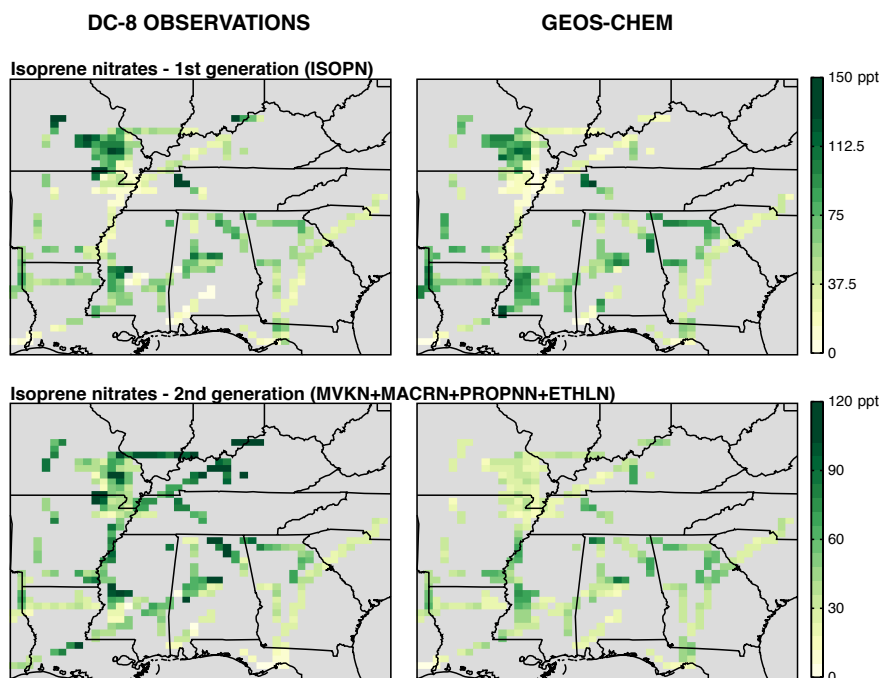 DC-8 OBSERVATIONS GEOS-CHEM
Isoprene nitrates - 1st generation (ISOPN)
150 ppt
112.5
75
37.5
0
Isoprene nitrates - 2nd generation (MVKN+MACRN+PROPNN+ETHLN)
120 ppt
90
60
30
0